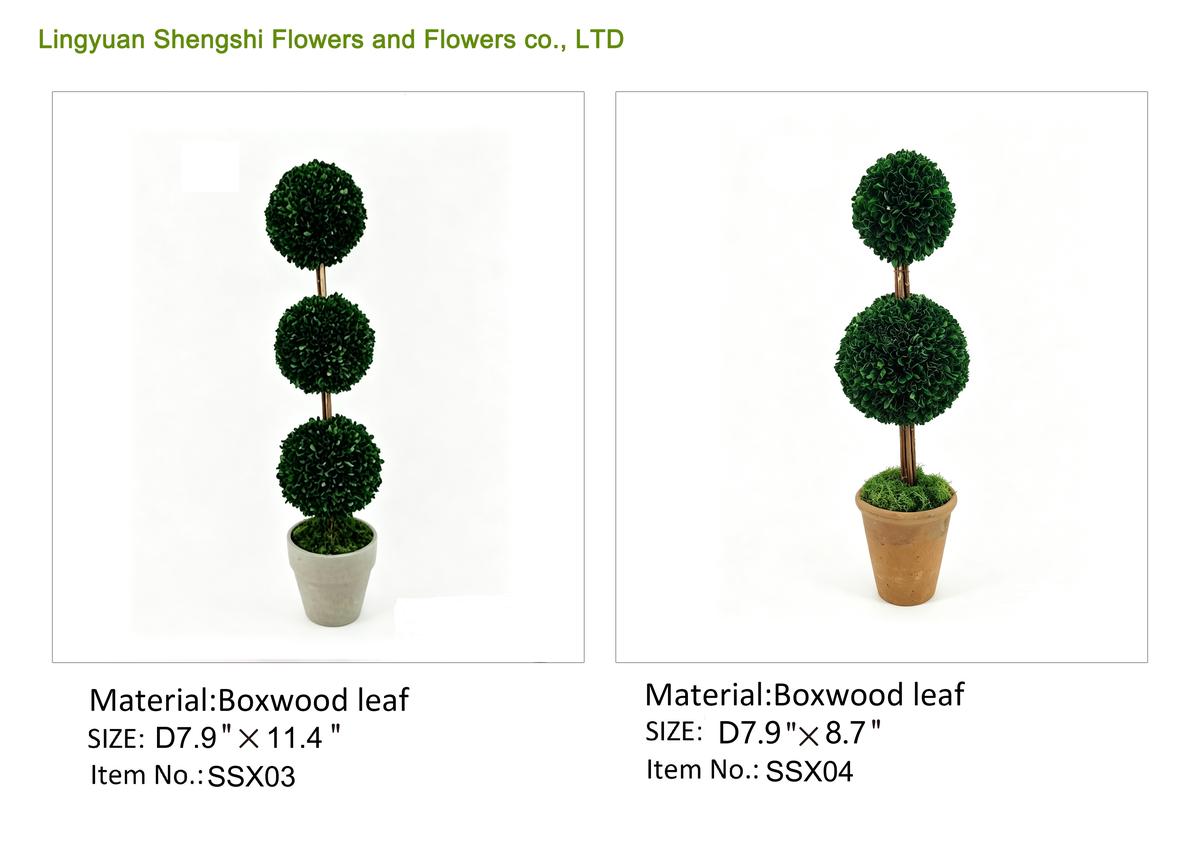 Lingyuan Shengshi Flowers and Flowers co., LTD
Material:Boxwood leaf
SIZE: D7.9"×11.4"
Item No.:SSX03
Material:Boxwood leaf
SIZE: D7.9"×8.7"
Item No.: SSX04